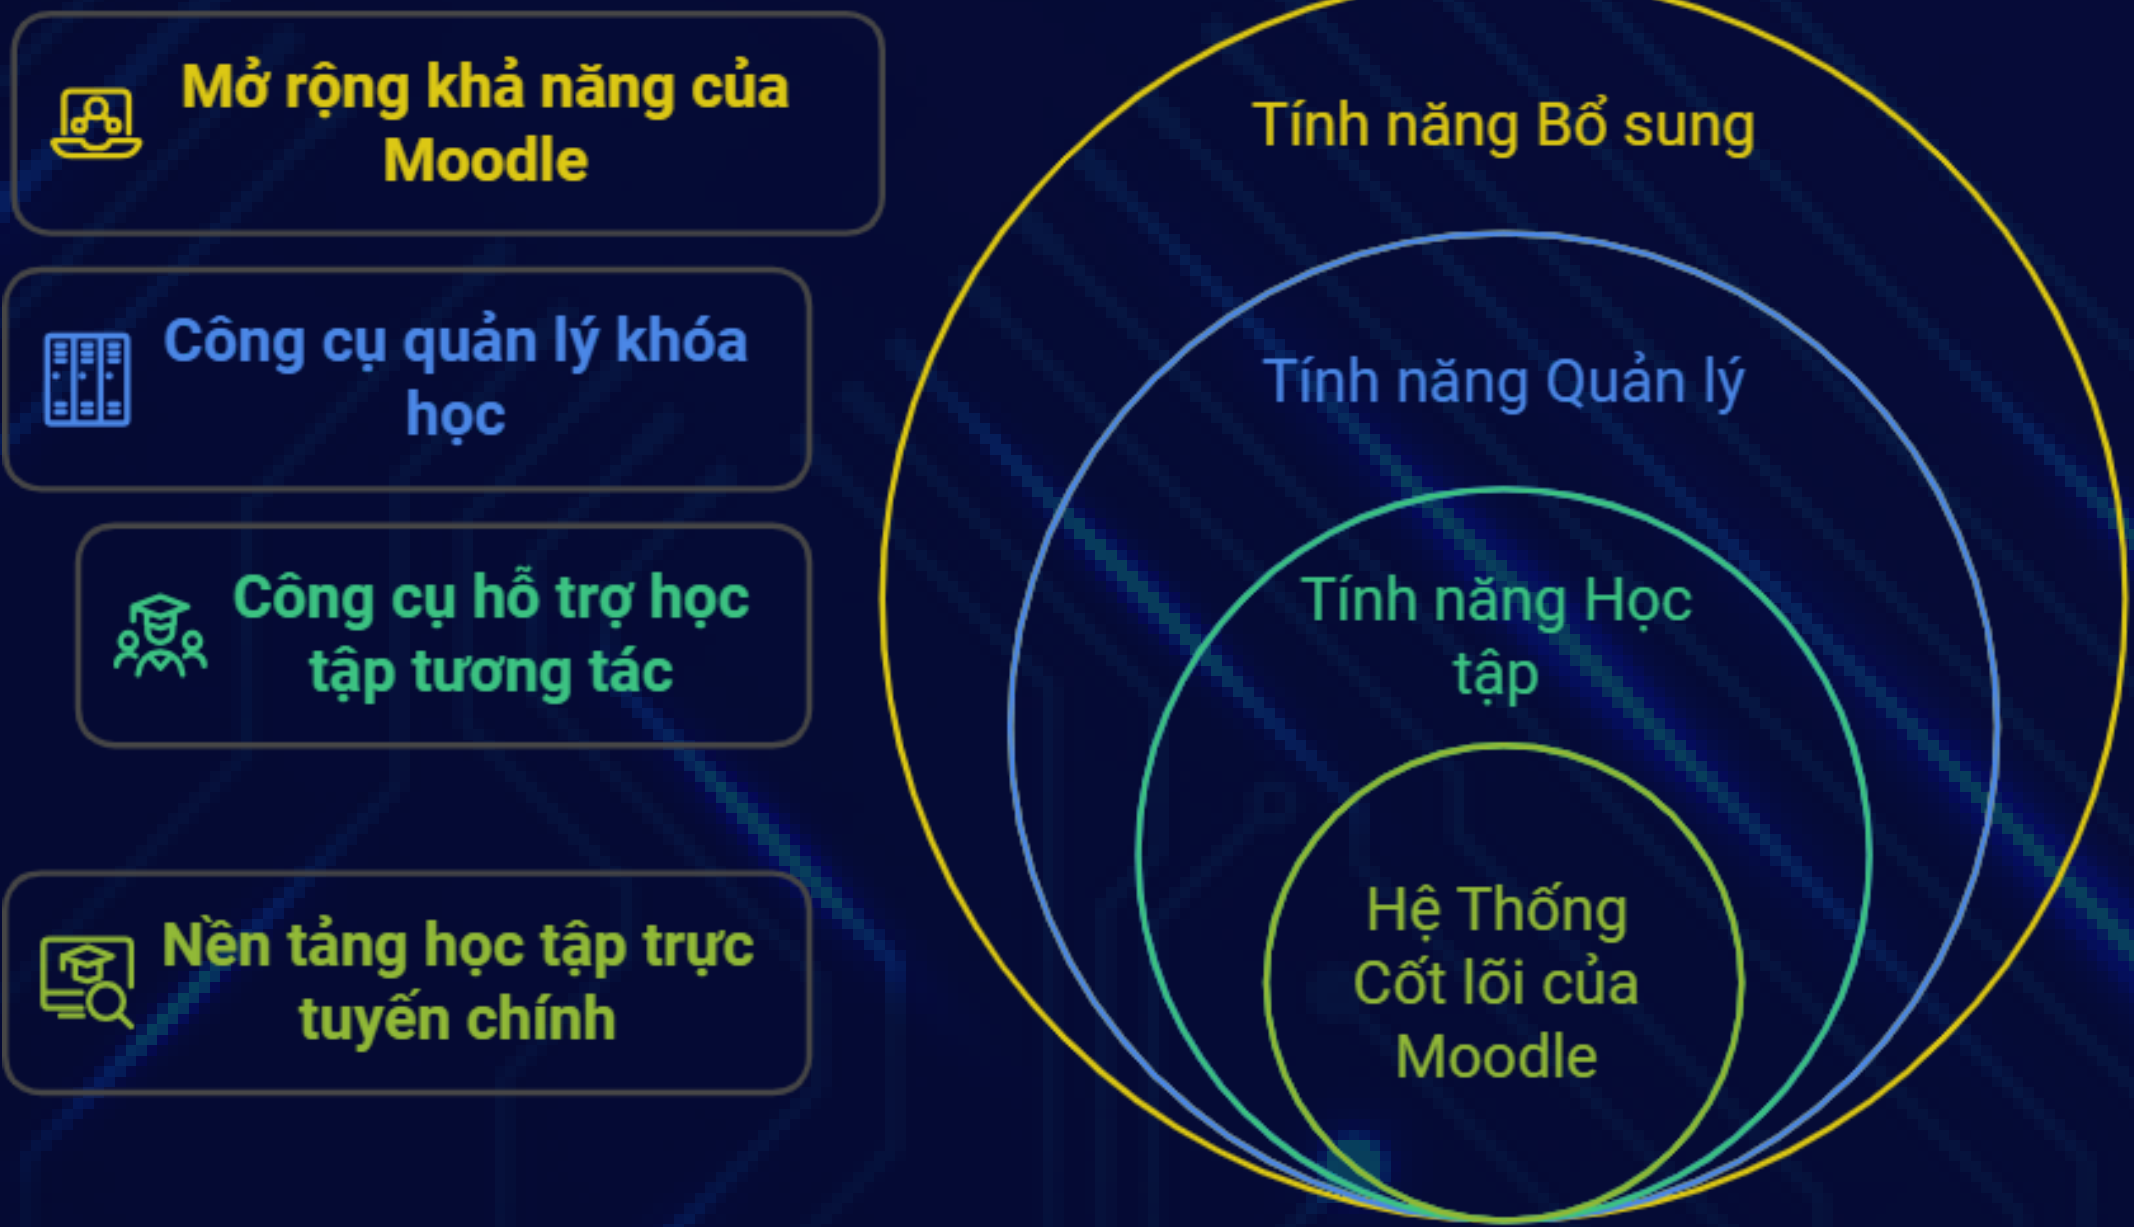 Mở rộng khả năng của
Moodle
Tính năng Bổ sung
Công cụ quản lý khóa
học
Tính năng Quản lý
Công cụ hỗ trợ học
tập tương tác
Tính năng Học
tập
Nền tảng học tập trực
tuyến chính
Hệ Thống
Cốt lõi của
Moodle